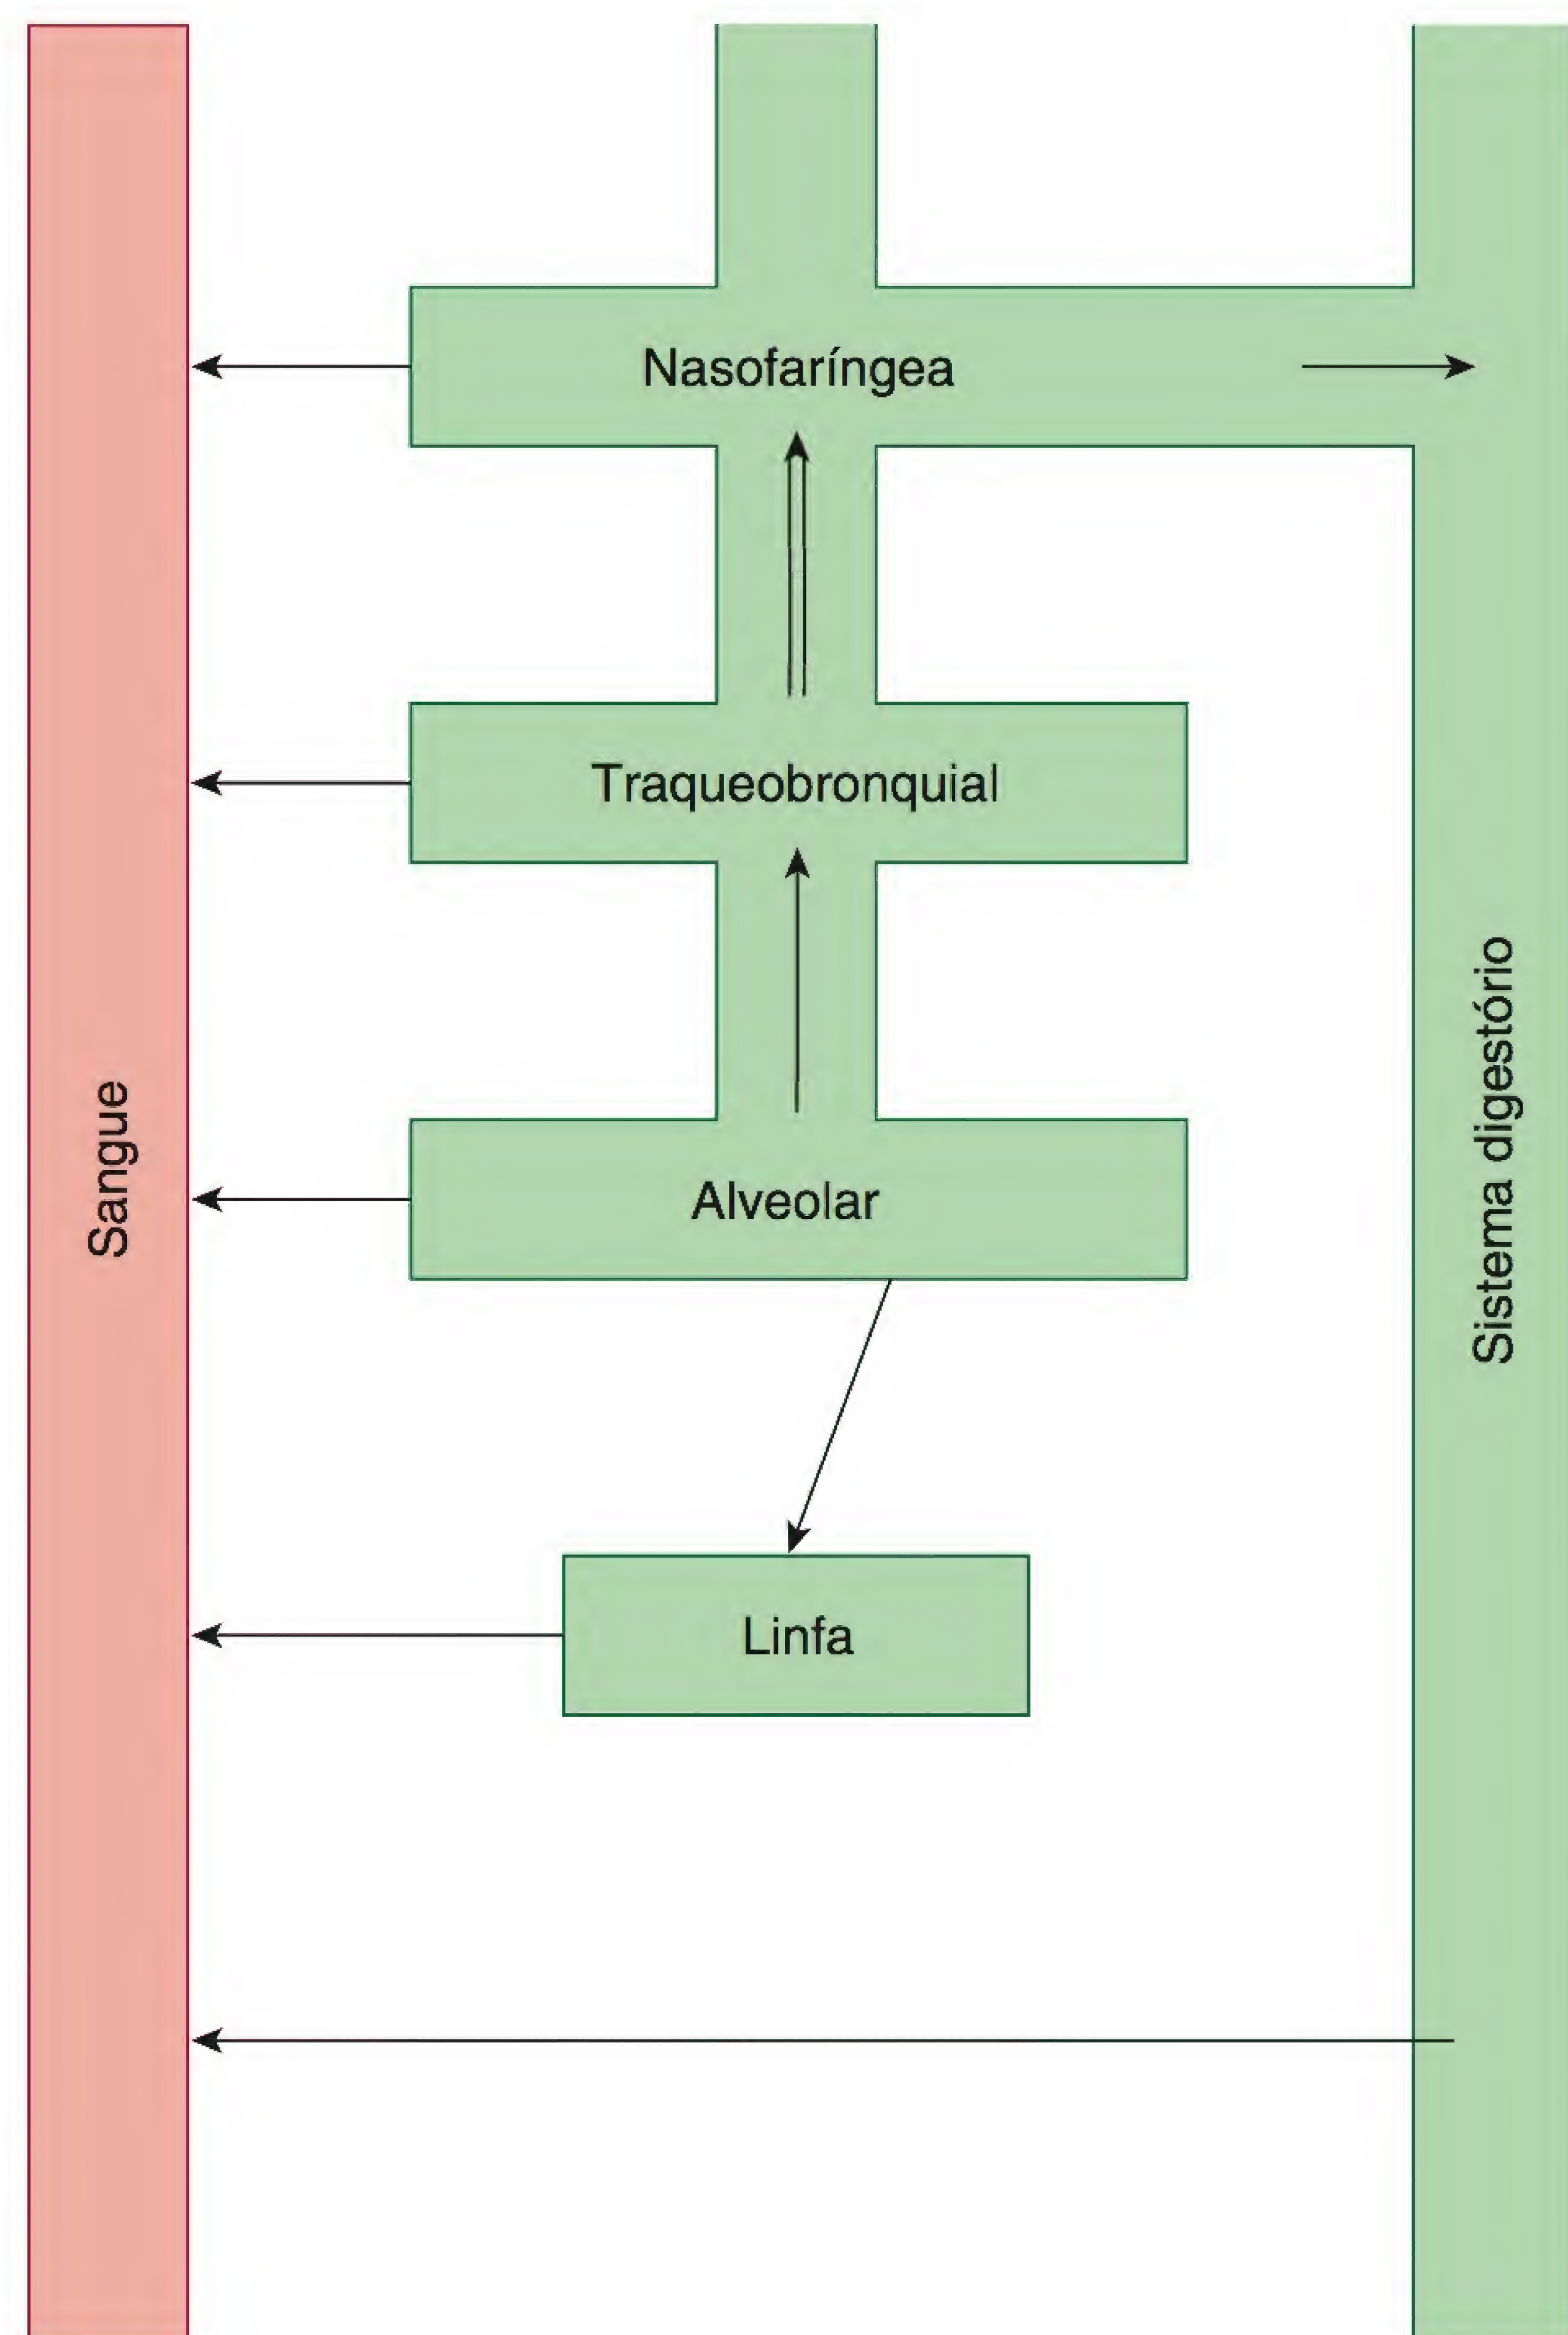 Nasofaríngea
Traqueobronquial
Alveolar
Linfa
Sangue
Sistema digestório